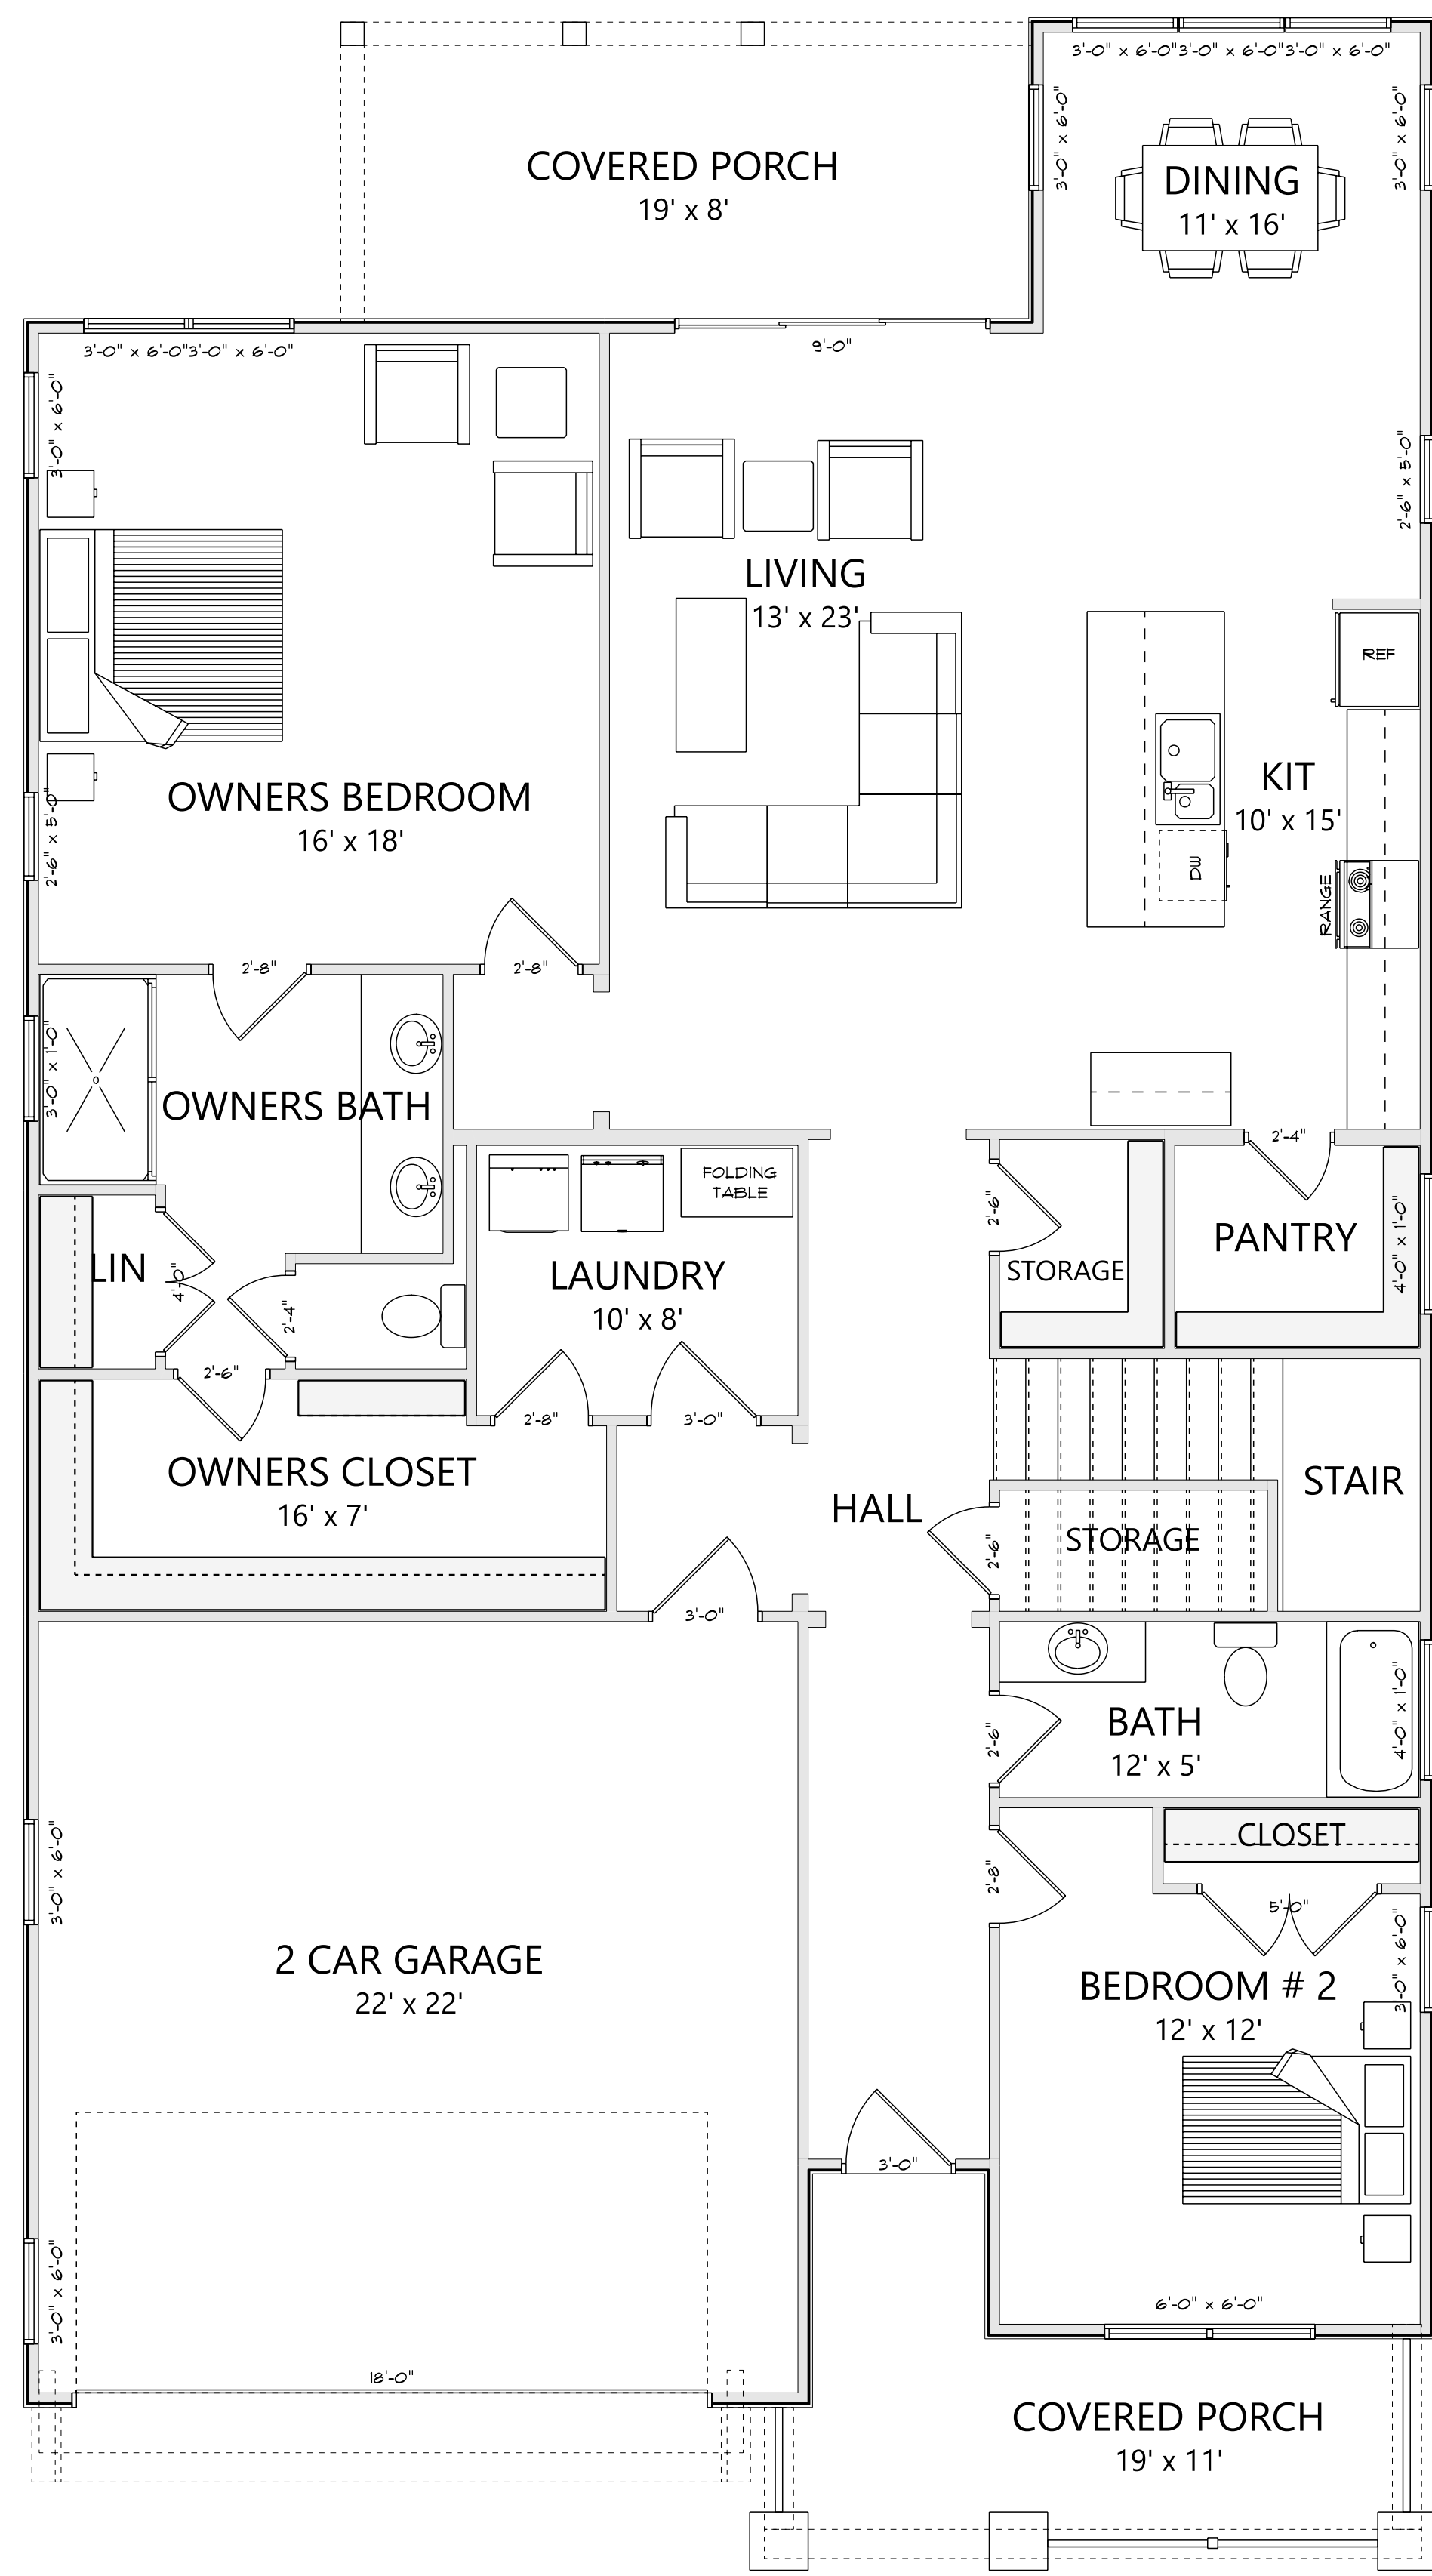 3'-0" x 6'-0" 3'-0" x 6'-0" 3'-0" x 6'-0"
3'-0" x 6'-0"
3'-0" x 6'-0"
COVERED PORCH
19' x 8'
DINING
11' x 16'
3'-0" x 6'-0" 3'-0" x 6'-0"
9'-0"
3'-0" x 6'-0"
2'-6" x 5'-0"
LIVING
13' x 23'
REF
KIT
10' x 15'
OWNERS BEDROOM
16' x 18'
2'-6" x 5'-0"
DW
RANGE
2'-8"
2'-8"
3'-0" x 1'-0"
OWNERS BATH
2'-4"
FOLDING
TABLE
2'-6"
PANTRY
4'-0" x 1'-0"
LIN
4'-0"
2'-4"
LAUNDRY
10' x 8'
STORAGE
2'-6"
2'-8"
3'-0"
OWNERS CLOSET
16' x 7'
HALL
STAIR
2'-6"
STORAGE
3'-0"
BATH
12' x 5'
2'-6"
4'-0" x 1'-0"
CLOSET
3'-0" x 6'-0"
2'-8"
5'-0"
3'-0" x 6'-0"
2 CAR GARAGE
22' x 22'
BEDROOM # 2
12' x 12'
3'-0"
3'-0" x 6'-0"
6'-0" x 6'-0"
18'-0"
COVERED PORCH
19' x 11'